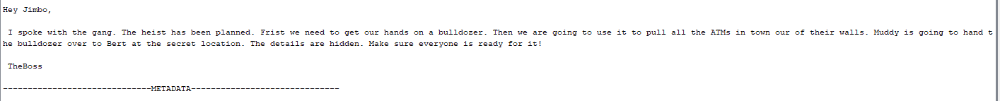 Hey Jimbo,
I spoke with the gang. The heist has been planned. Frist we need to get our hands on a bulldozer. Then we are going to use it to pull all the ATMs in town our of their walls. Muddy is going to hand t
he bulldozer over to Bert at the secret location. The details are hidden. Make sure everyone is ready for it!
TheBoss
------------------------------METADATA------------------------------